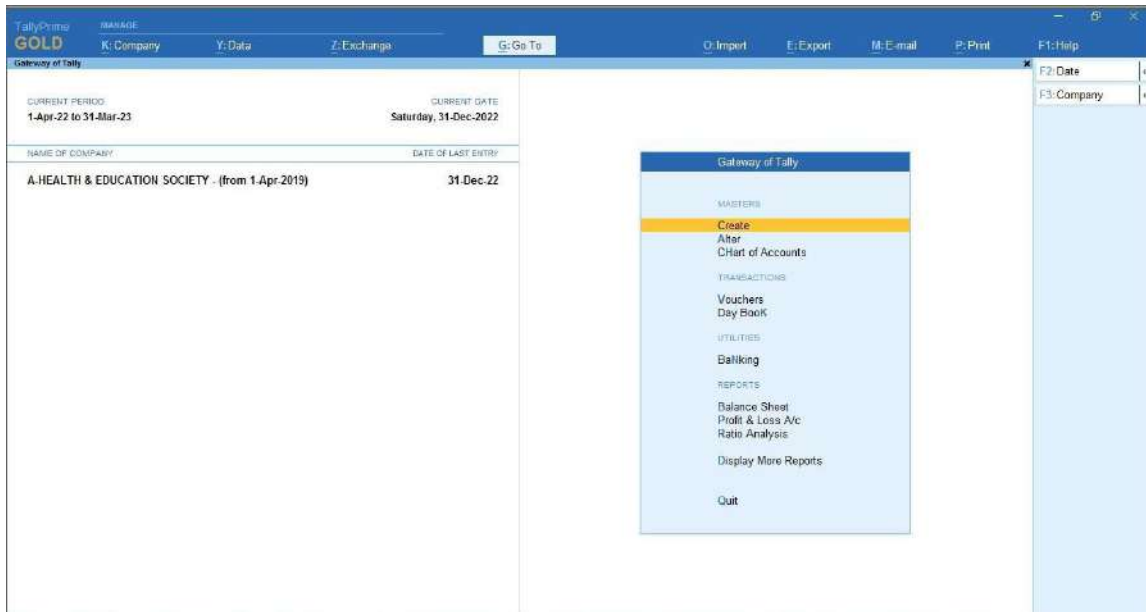 TallyPrime
GOLD
MANAGE
K: Company Y: Data Z: Exchange G: Go To O: Import E: Export M: E-mail P: Print F1: Help
Gateway of Tally
F2: Date
F3: Company
CURRENT PERIOD CURRENT DATE
1-Apr-22 to 31-Mar-23 Saturday, 31-Dec-2022
NAME OF COMPANY DATE OF LAST ENTRY
A-HEALTH & EDUCATION SOCIETY - (from 1-Apr-2019) 31-Dec-22
Gateway of Tally
MASTERS
Create
Alter
CHart of Accounts
TRANSACTIONS
Vouchers
Day BooK
UTILITIES
BaNking
REPORTS
Balance Sheet
Profit & Loss A/c
Ratio Analysis
Display More Reports
Quit